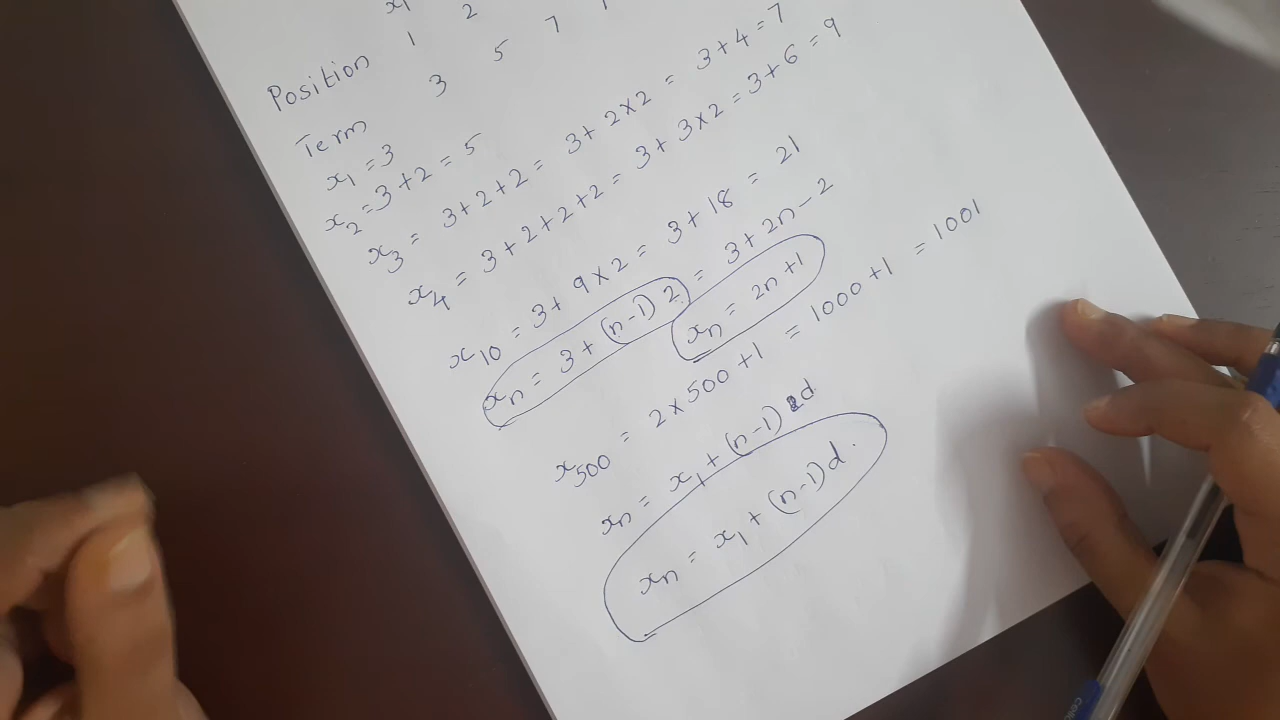 x₁
Position 1 2
Term 3 5 7
x₁ = 3
x₂ = 3 + 2 = 5
x₃ = 3 + 2 + 2 = 3 + 2 × 2 = 3 + 4 = 7
x₄ = 3 + 2 + 2 + 2 = 3 + 3 × 2 = 3 + 6 = 9
x₁₀ = 3 + 9 × 2 = 3 + 18 = 21
xₙ = 3 + (n-1) 2 = 3 + 2n - 2
xₙ = 2n + 1
x₅₀₀ = 2 × 500 + 1 = 1000 + 1 = 1001
xₙ = x₁ + (n-1) d
xₙ = x₁ + (n-1) d.